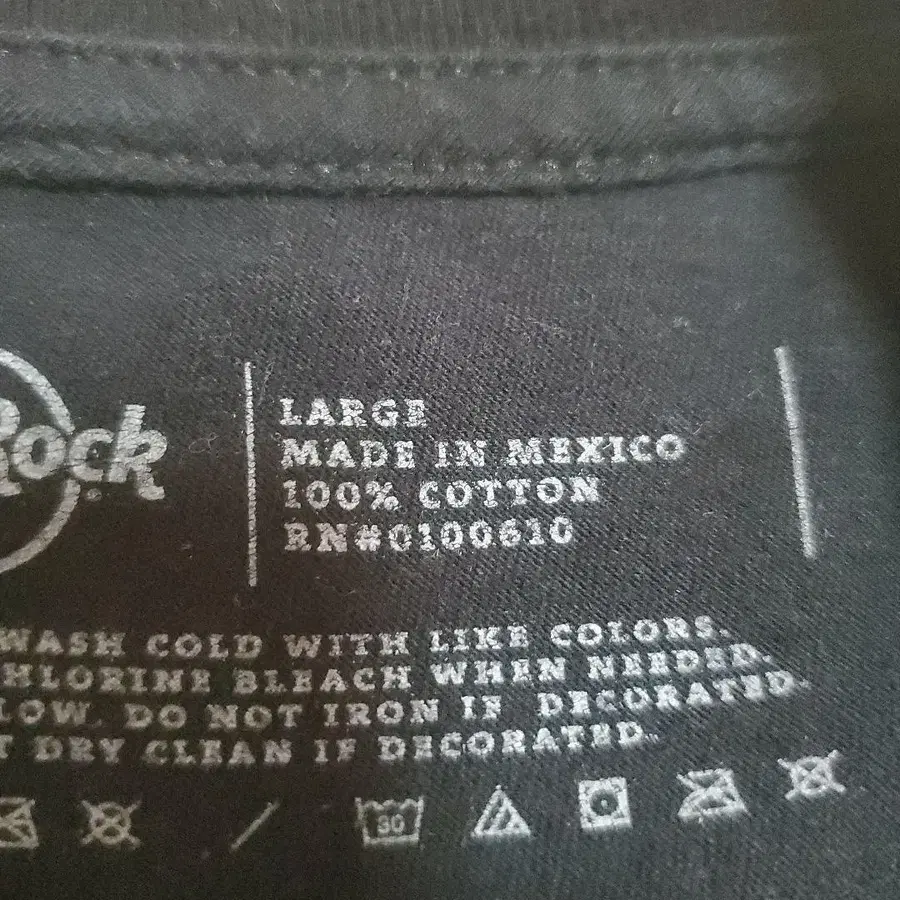 Rock
LARGE
MADE IN MEXICO
100% COTTON
RN#0100610
WASH COLD WITH LIKE COLORS.
HLORINE BLEACH WHEN NEEDED.
LOW. DO NOT IRON IF DECORATED.
T DRY CLEAN IF DECORATED.
30